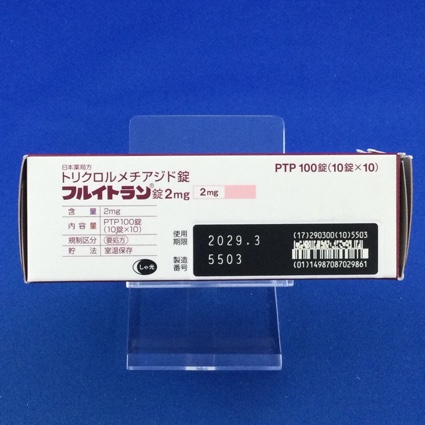 日本薬局方
トリクロルメチアジド錠
フルイトラン®錠2mg
2mg
PTP 100錠(10錠×10)
含 量 2mg
内 容 量 PTP100錠
(10錠×10)
規制区分 要処方
貯 法 室温保存
しゃ光
使用
期限
2029.3
製造
番号
5503
(17)290300(10)5503
(01)14987087029861